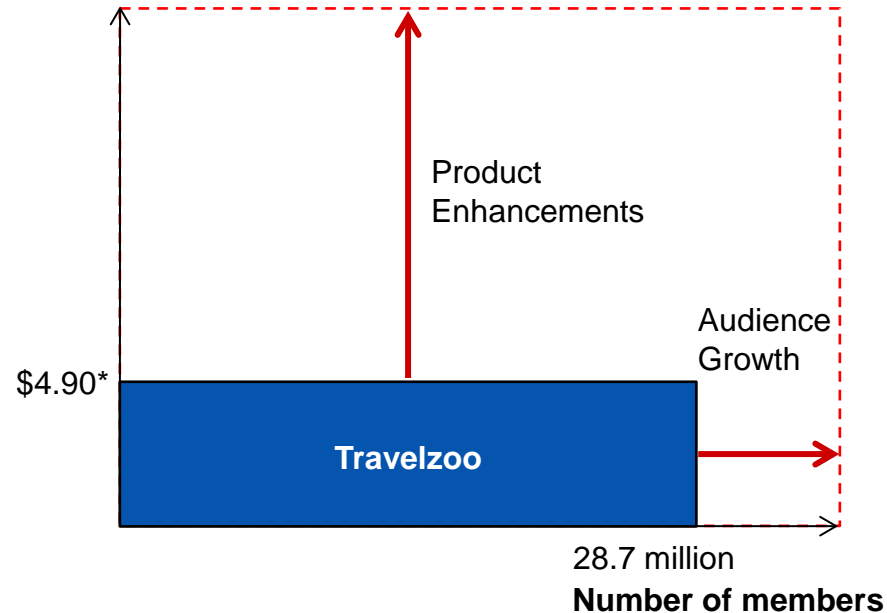 Product
Enhancements
Audience
Growth
$4.90*
Travelzoo
28.7 million
Number of members